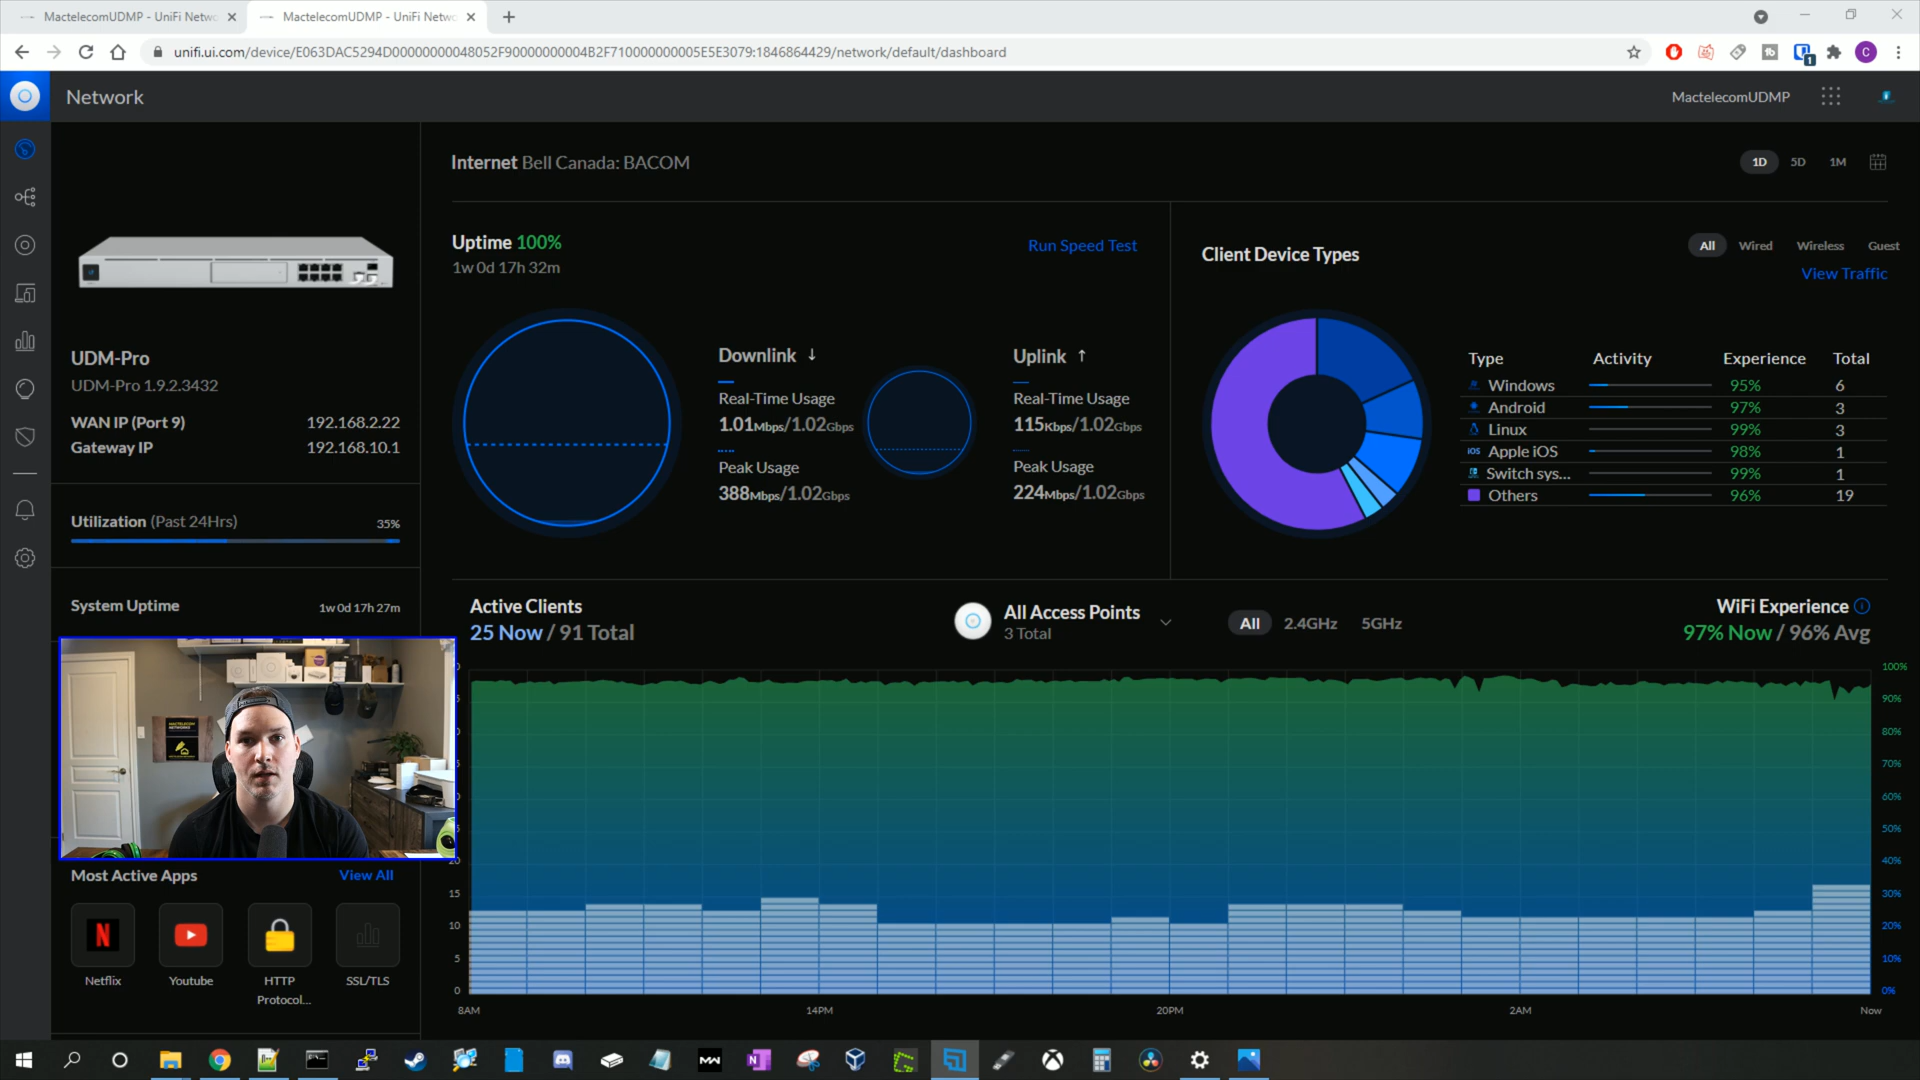 MactelecomUDMP - UniFi Netwo
MactelecomUDMP - UniFi Netwo
unifi.ui.com/device/E063DAC5294D00000000048052F90000000004B2F710000000005E5E3079:1846864429/network/default/dashboard
C
1
Network
MactelecomUDMP
Internet Bell Canada: BACOM
1D 5D 1M
UDM-Pro
UDM-Pro 1.9.2.3432
WAN IP (Port 9) 192.168.2.22
Gateway IP 192.168.10.1
Utilization (Past 24Hrs) 35%
System Uptime 1w 0d 17h 27m
Uptime 100%
1w 0d 17h 32m
Run Speed Test
Downlink ↓
Real-Time Usage
1.01Mbps/1.02Gbps
Peak Usage
388Mbps/1.02Gbps
Uplink ↑
Real-Time Usage
115Kbps/1.02Gbps
Peak Usage
224Mbps/1.02Gbps
Client Device Types
All Wired Wireless Guest
View Traffic
Type Activity Experience Total
Windows 95% 6
Android 97% 3
Linux 99% 3
iOS Apple iOS 98% 1
Switch sys... 99% 1
Others 96% 19
Active Clients
25 Now / 91 Total
All Access Points
3 Total
All 2.4GHz 5GHz
WiFi Experience
97% Now / 96% Avg
100%
90%
80%
70%
60%
50%
40%
30%
20%
10%
0%
20
15
10
5
0
8AM 14PM 20PM 2AM Now
MACTELECOM
NETWORKS
Most Active Apps View All
N
Netflix
Youtube
HTTP
Protocol...
SSL/TLS
MW
N